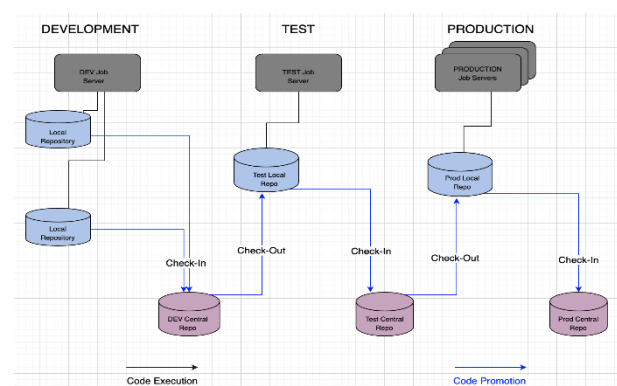 DEVELOPMENT
TEST
PRODUCTION
DEV Job
Server
TEST Job
Server
PRODUCTION
Job Servers
Local
Repository
Test Local
Repo
Prod Local
Repo
Local
Repository
Check-Out
Check-In
Check-Out
Check-In
Check-In
DEV Central
Repo
Test Central
Repo
Prod Central
Repo
Code Execution
Code Promotion